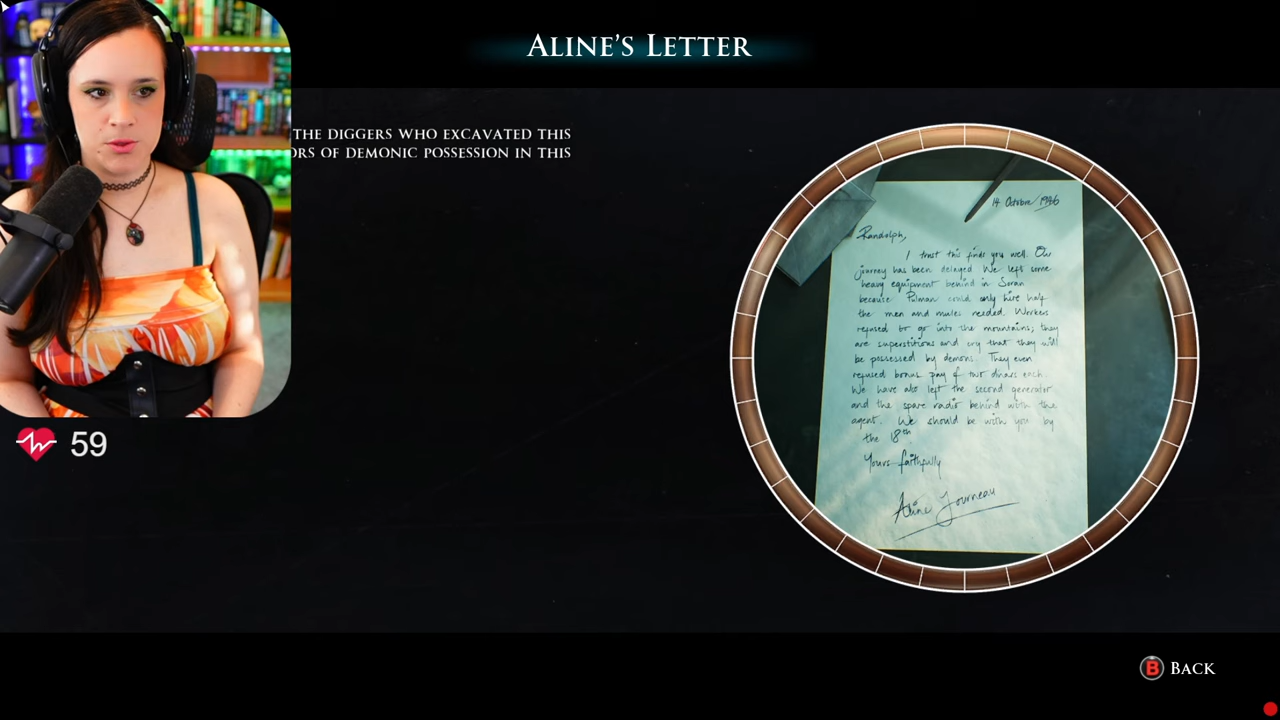 ALINE'S LETTER
THE DIGGERS WHO EXCAVATED THIS
ORS OF DEMONIC POSSESSION IN THIS
14 Octobre 1946
Randolph,
I trust this finds you well. Our
journey has been delayed. We left some
heavy equipment behind in Soran
because Pulman could only hire half
the men and mules needed. Workers
refused to go into the mountains; they
are superstitious and cry that they will
be possessed by demons. They even
refused bonus pay of two dinars each.
We have also left the second generator
and the spare radio behind with the
agent. We should be with you by
the 18th
Yours faithfully
Aline Journeau
59
B BACK